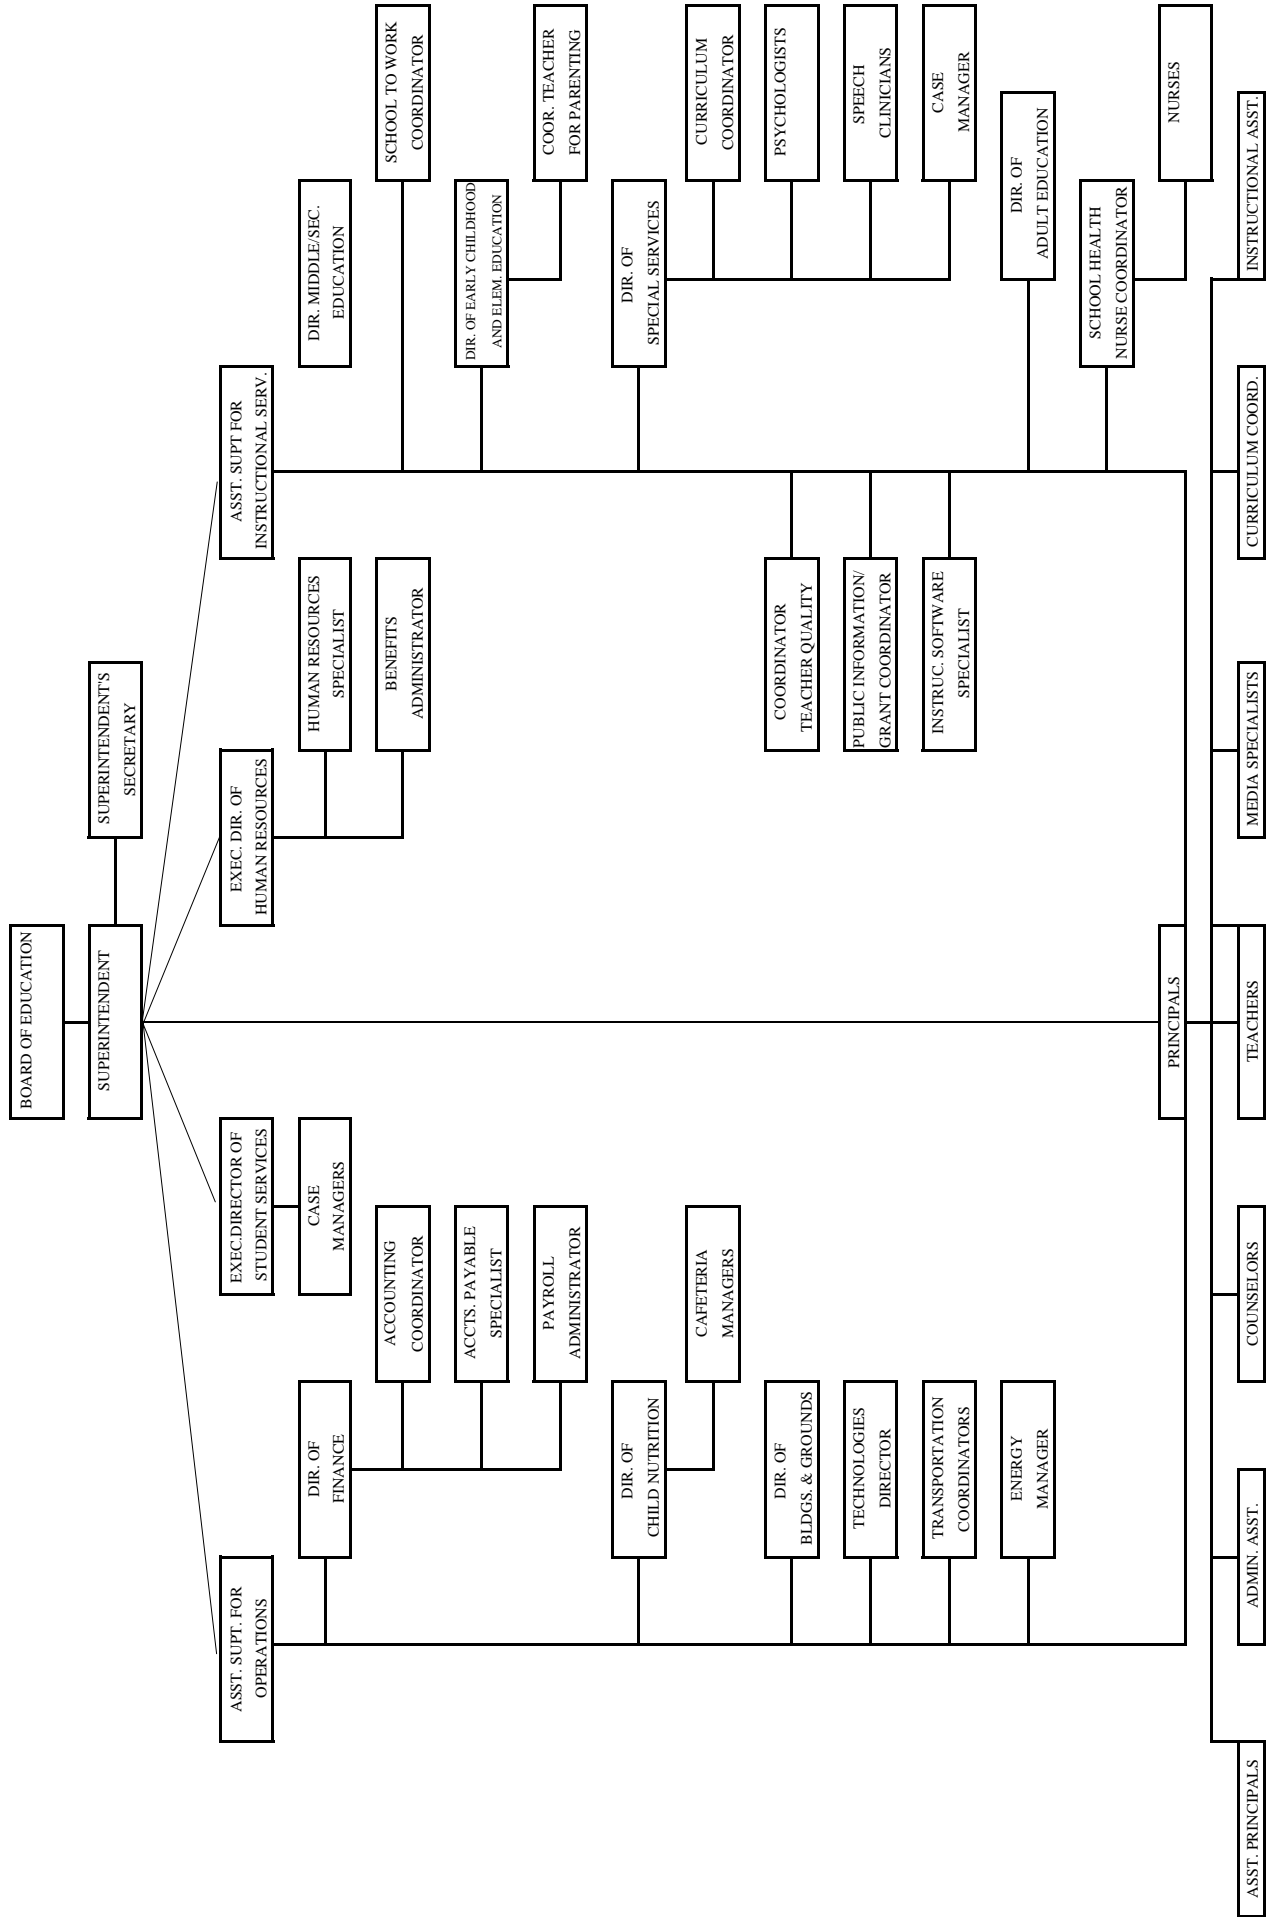 BOARD OF EDUCATION
SUPERINTENDENT
SUPERINTENDENT'S
SECRETARY
ASST. SUPT. FOR
OPERATIONS
EXEC.DIRECTOR OF
STUDENT SERVICES
EXEC. DIR. OF
HUMAN RESOURCES
ASST. SUPT FOR
INSTRUCTIONAL SERV.
DIR. OF
FINANCE
CASE
MANAGERS
HUMAN RESOURCES
SPECIALIST
DIR. MIDDLE/SEC.
EDUCATION
ACCOUNTING
COORDINATOR
BENEFITS
ADMINISTRATOR
SCHOOL TO WORK
COORDINATOR
ACCTS. PAYABLE
SPECIALIST
DIR. OF EARLY CHILDHOOD
AND ELEM. EDUCATION
PAYROLL
ADMINISTRATOR
COOR. TEACHER
FOR PARENTING
DIR. OF
CHILD NUTRITION
DIR. OF
SPECIAL SERVICES
CAFETERIA
MANAGERS
CURRICULUM
COORDINATOR
DIR. OF
BLDGS. & GROUNDS
COORDINATOR
TEACHER QUALITY
PSYCHOLOGISTS
TECHNOLOGIES
DIRECTOR
PUBLIC INFORMATION/
GRANT COORDINATOR
SPEECH
CLINICIANS
TRANSPORTATION
COORDINATORS
INSTRUC. SOFTWARE
SPECIALIST
CASE
MANAGER
ENERGY
MANAGER
DIR. OF
ADULT EDUCATION
SCHOOL HEALTH
NURSE COORDINATOR
PRINCIPALS
NURSES
ASST. PRINCIPALS
ADMIN. ASST.
COUNSELORS
TEACHERS
MEDIA SPECIALISTS
CURRICULUM COORD.
INSTRUCTIONAL ASST.